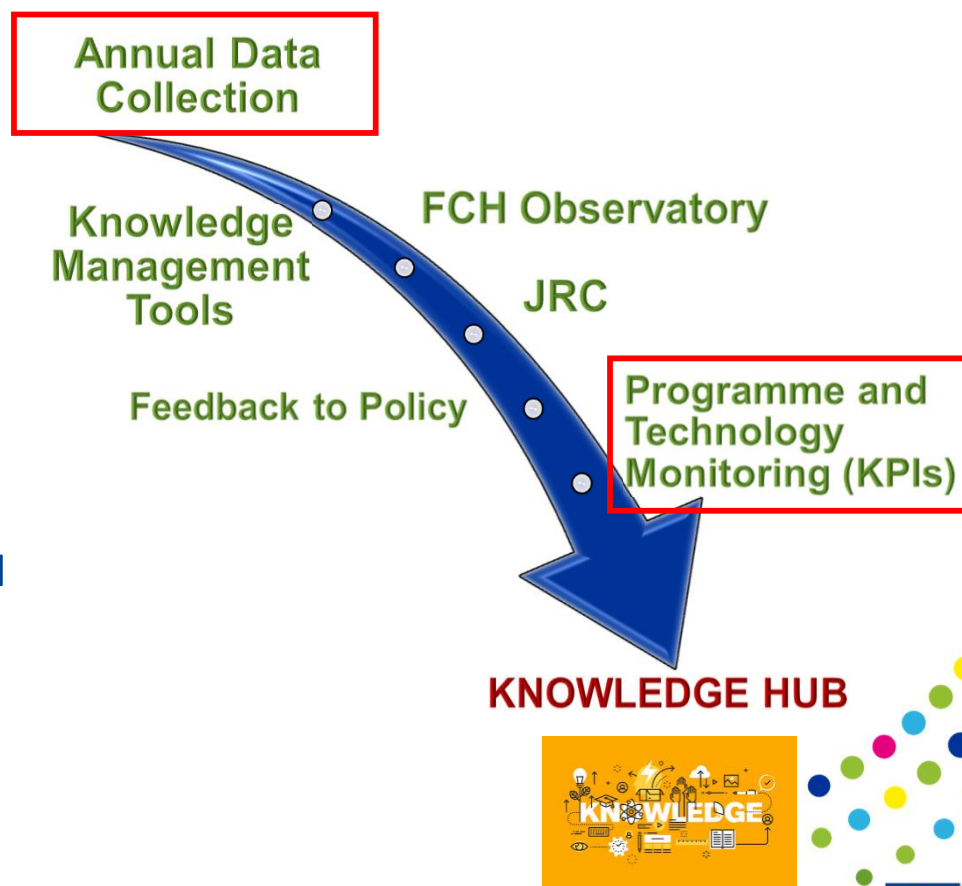 Annual Data
Collection
Knowledge
Management
Tools
FCH Observatory
JRC
Feedback to Policy
Programme and
Technology
Monitoring (KPIs)
KNOWLEDGE HUB
KNOWLEDGE